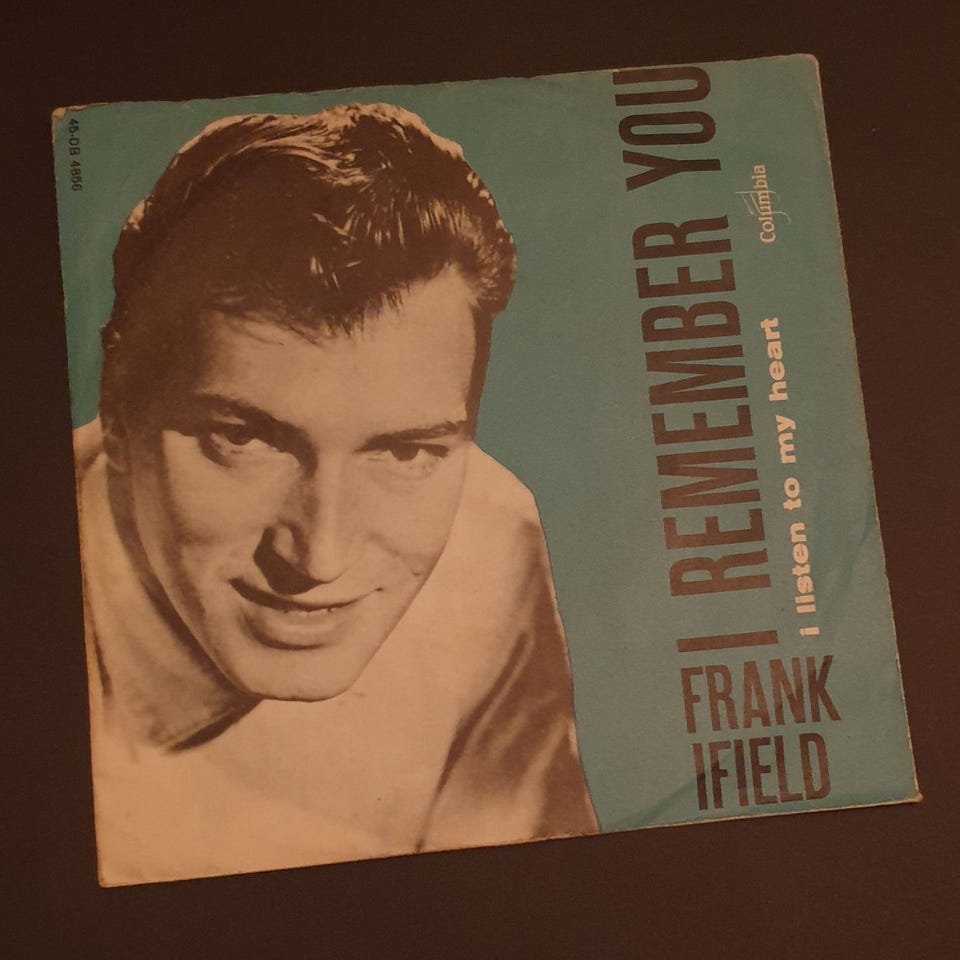 45-DB 4856
I REMEMBER YOU
i listen to my heart
Columbia
FRANK
IFIELD